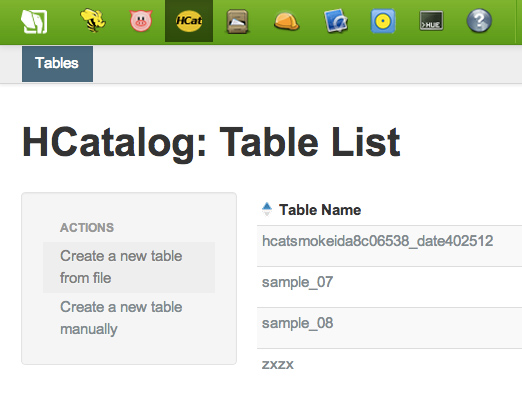 HCat
>HUE
?
Tables
HCatalog: Table List
ACTIONS
Create a new table
from file
Create a new table
manually
Table Name
hcatsmokeida8c06538_date402512
sample_07
sample_08
zxzx